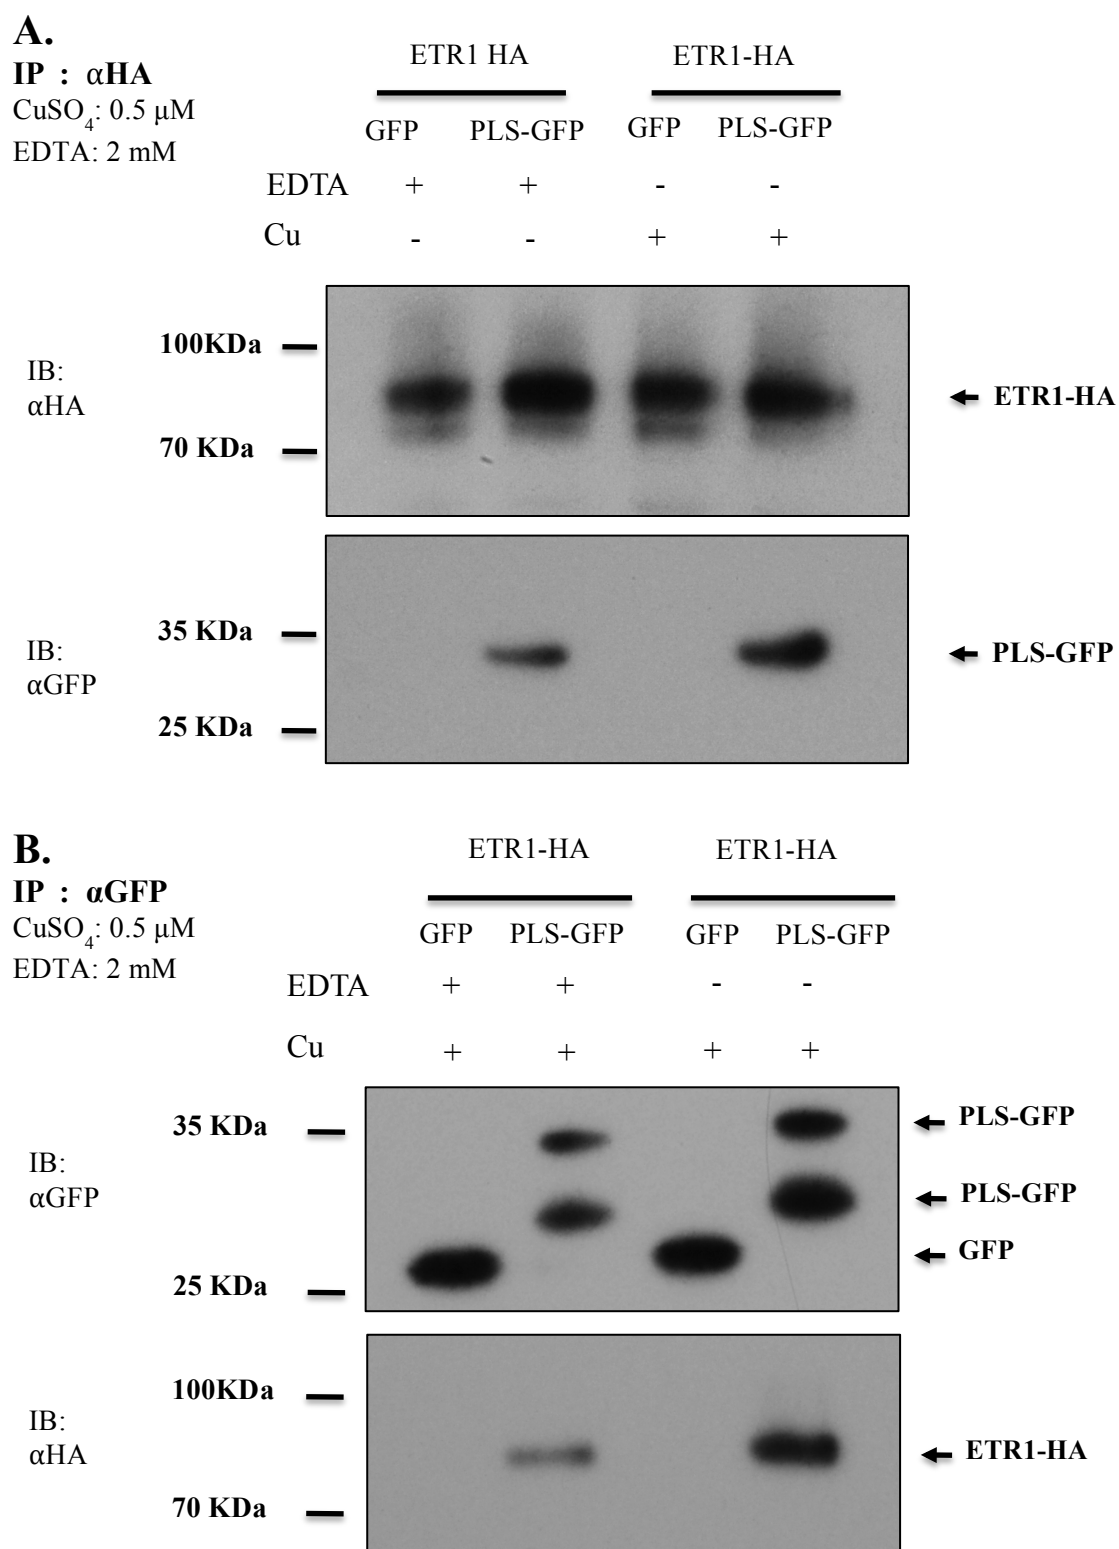 A.
IP : αHA
CuSO4: 0.5 μM
EDTA: 2 mM
ETR1 HA ETR1-HA
GFP PLS-GFP GFP PLS-GFP
EDTA + + - -
Cu - - + +
100KDa
IB:
αHA
ETR1-HA
70 KDa
35 KDa
IB:
αGFP
PLS-GFP
25 KDa
B.
IP : αGFP
CuSO4: 0.5 μM
EDTA: 2 mM
ETR1-HA ETR1-HA
GFP PLS-GFP GFP PLS-GFP
EDTA + + - -
Cu + + + +
35 KDa
PLS-GFP
IB:
αGFP
PLS-GFP
GFP
25 KDa
100KDa
IB:
αHA
ETR1-HA
70 KDa